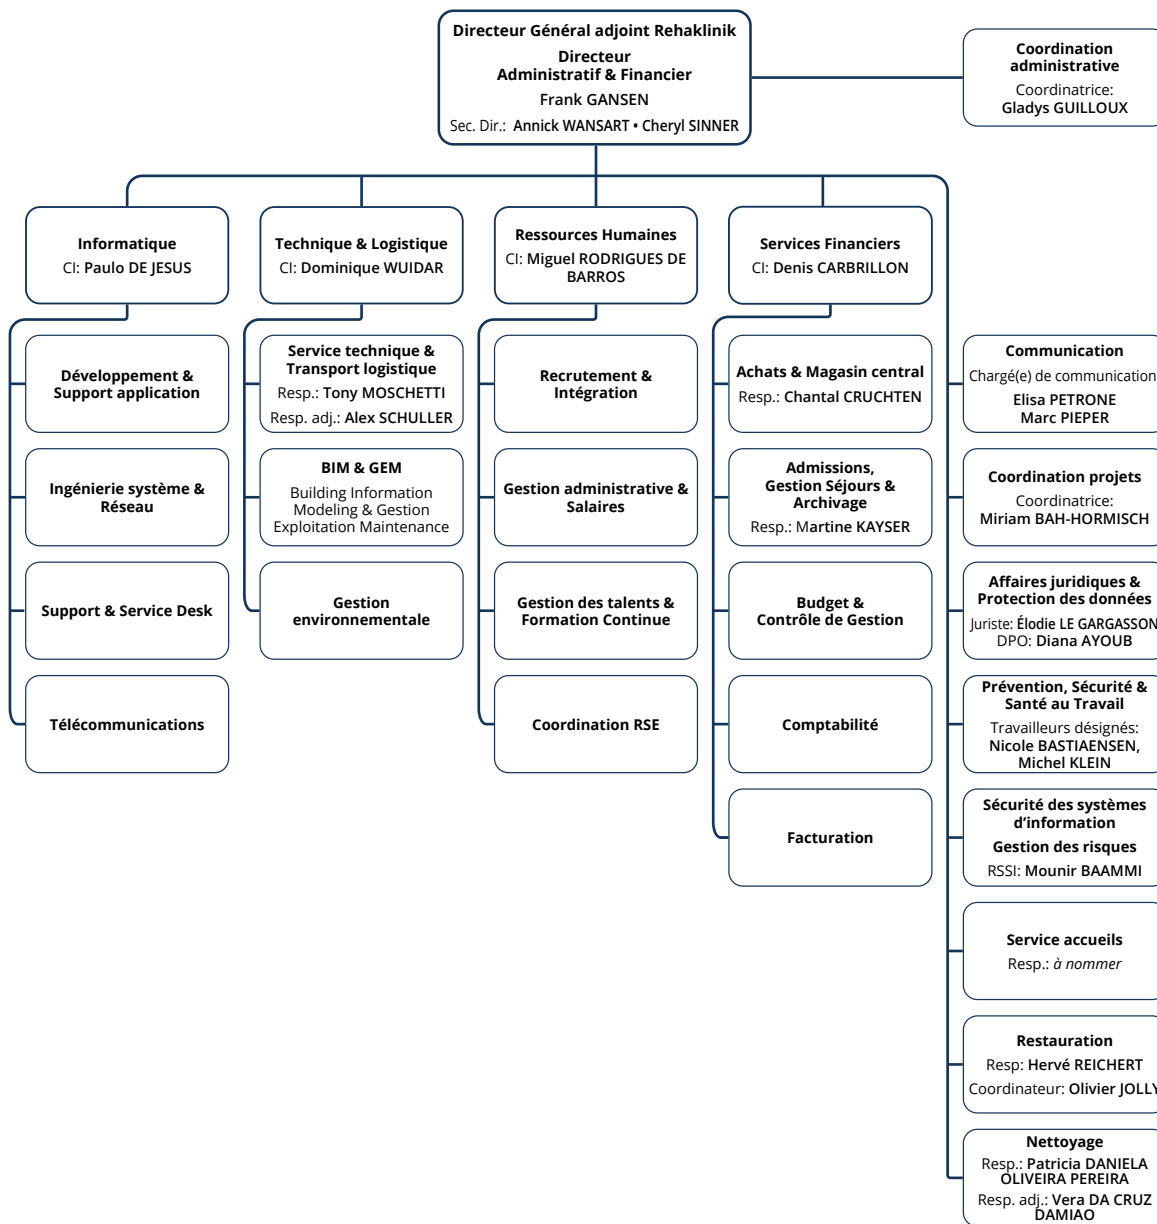 Directeur Général adjoint Rehaklinik
Directeur
Administratif & Financier
Frank GANSEN
Sec. Dir.: Annick WANSART • Cheryl SINNER
Coordination
administrative
Coordinatrice:
Gladys GUILLOUX
Informatique
CI: Paulo DE JESUS
Technique & Logistique
CI: Dominique WUIDAR
Ressources Humaines
CI: Miguel RODRIGUES DE
BARROS
Services Financiers
CI: Denis CARBRILLON
Développement &
Support application
Ingénierie système &
Réseau
Support & Service Desk
Télécommunications
Service technique &
Transport logistique
Resp.: Tony MOSCHETTI
Resp. adj.: Alex SCHULLER
BIM & GEM
Building Information
Modeling & Gestion
Exploitation Maintenance
Gestion
environnementale
Recrutement &
Intégration
Gestion administrative &
Salaires
Gestion des talents &
Formation Continue
Coordination RSE
Achats & Magasin central
Resp.: Chantal CRUCHTEN
Admissions,
Gestion Séjours &
Archivage
Resp.: Martine KAYSER
Budget &
Contrôle de Gestion
Comptabilité
Facturation
Communication
Chargé(e) de communication
Elisa PETRONE
Marc PIEPER
Coordination projets
Coordinatrice:
Miriam BAH-HORMISCH
Affaires juridiques &
Protection des données
Juriste: Élodie LE GARGASSON
DPO: Diana AYOUB
Prévention, Sécurité &
Santé au Travail
Travailleurs désignés:
Nicole BASTIAENSEN,
Michel KLEIN
Sécurité des systèmes
d’information
Gestion des risques
RSSI: Mounir BAAMMI
Service accueils
Resp.: à nommer
Restauration
Resp: Hervé REICHERT
Coordinateur: Olivier JOLLY
Nettoyage
Resp.: Patricia DANIELA
OLIVEIRA PEREIRA
Resp. adj.: Vera DA CRUZ
DAMIAO